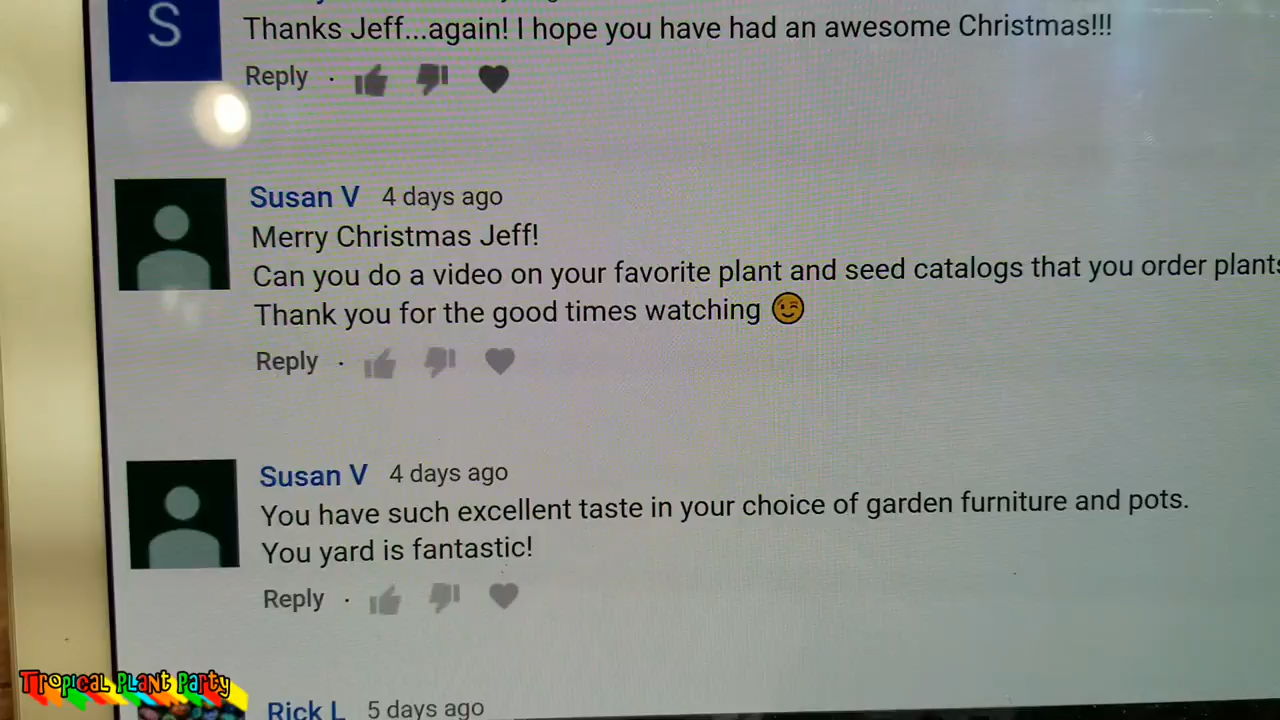 S
Thanks Jeff...again! I hope you have had an awesome Christmas!!!
Reply ·
Susan V 4 days ago
Merry Christmas Jeff!
Can you do a video on your favorite plant and seed catalogs that you order plants
Thank you for the good times watching 😉
Reply ·
Susan V 4 days ago
You have such excellent taste in your choice of garden furniture and pots.
You yard is fantastic!
Reply ·
Tropical Plant Party
Rick L 5 days ago